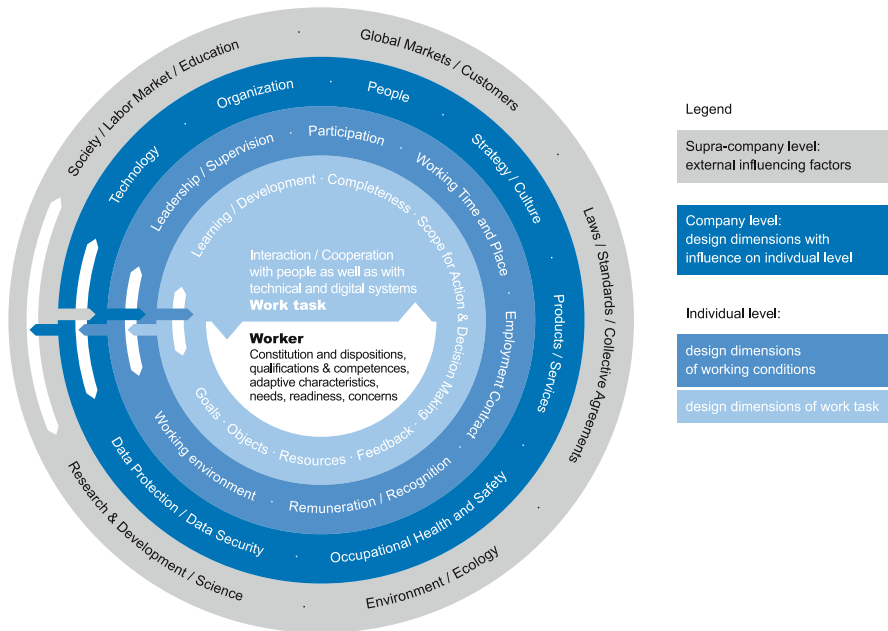 Society / Labor Market / Education · Global Markets / Customers · Laws / Standards / Collective Agreements · Environment / Ecology · Research & Development / Science
Technology · Organization · People · Strategy / Culture · Products / Services · Occupational Health and Safety · Data Protection / Data Security
Leadership / Supervision · Participation · Working Time and Place · Employment Contract · Remuneration / Recognition · Working environment
Learning / Development · Completeness · Scope for Action & Decision Making · Feedback · Resources · Objects · Goals
Interaction / Cooperation
with people as well as with
technical and digital systems
Work task
Worker
Constitution and dispositions,
qualifications & competences,
adaptive characteristics,
needs, readiness, concerns
Legend
Supra-company level:
external influencing factors
Company level:
design dimensions with
influence on indivdual level
Individual level:
design dimensions
of working conditions
design dimensions of work task